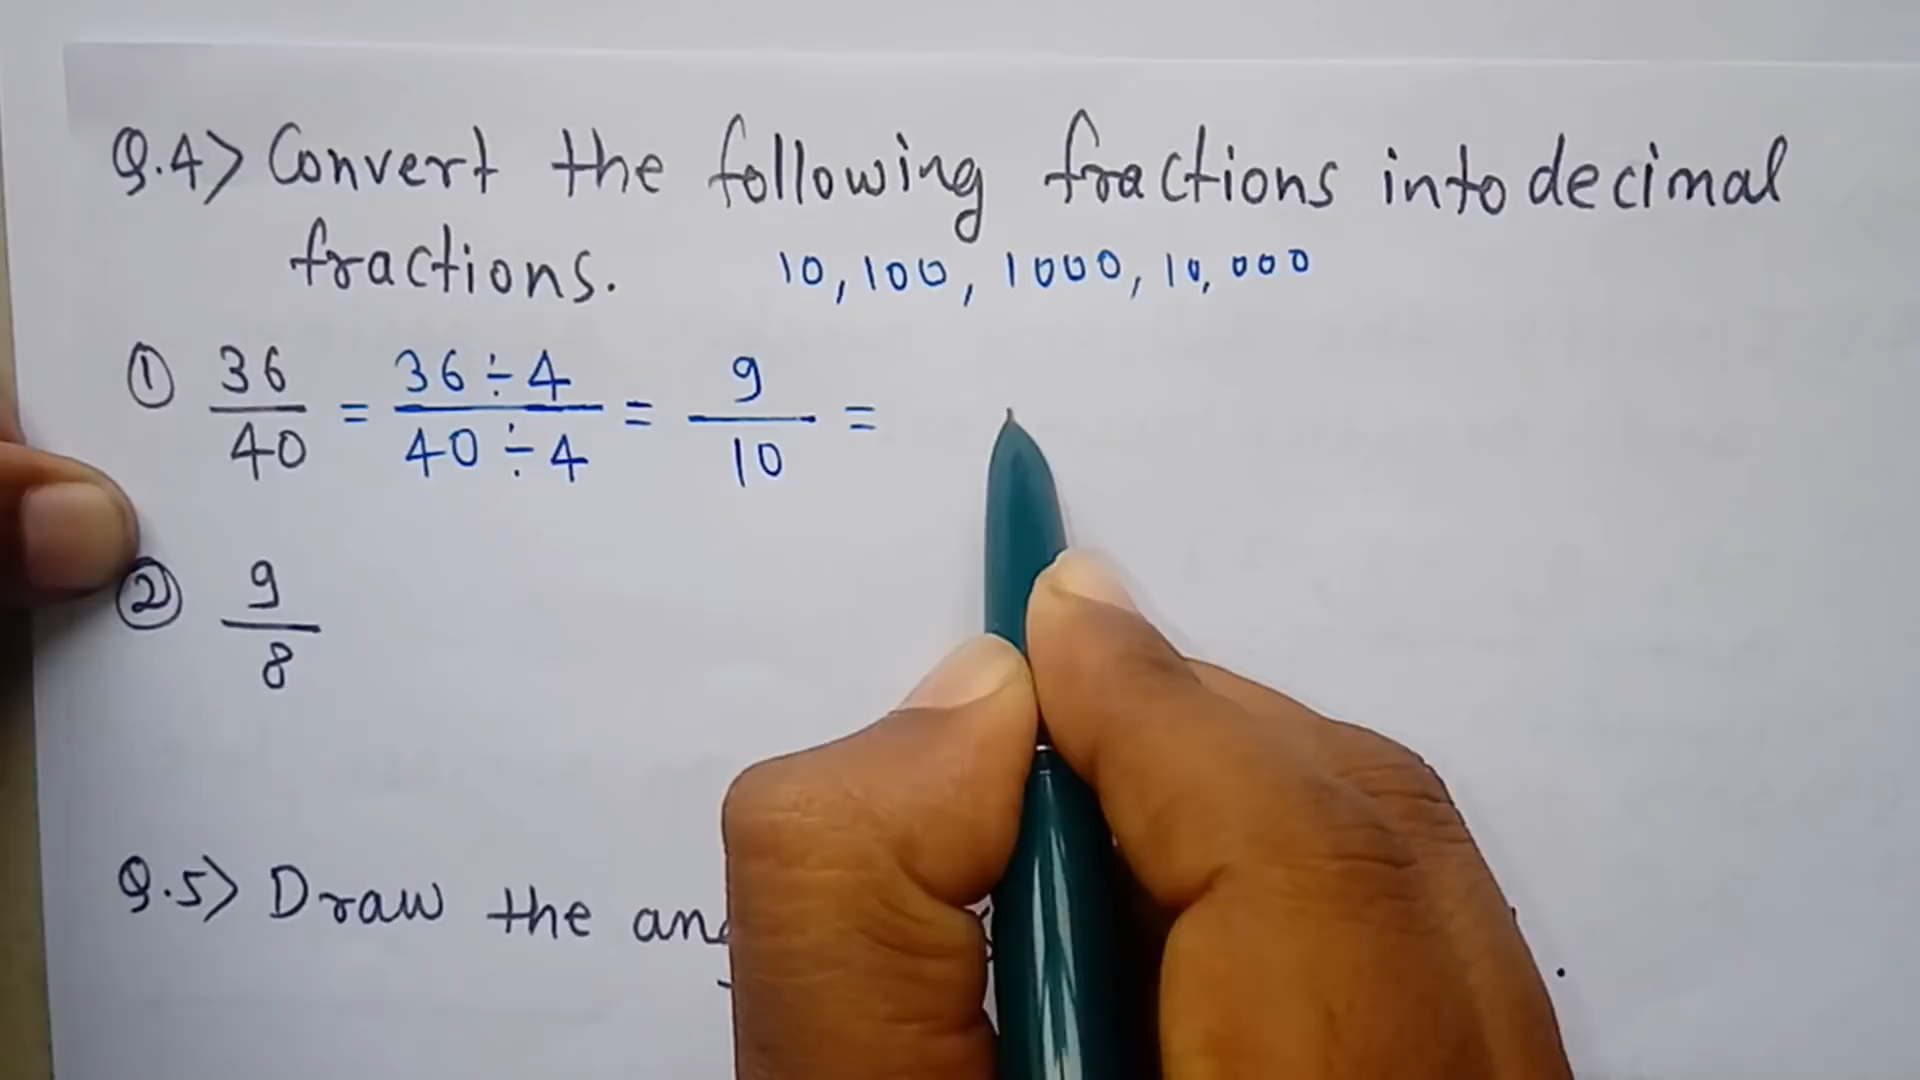 Q.4> Convert the following fractions into decimal
fractions. 10, 100, 1000, 10,000
① 36/40 = 36÷4/40÷4 = 9/10 =
② 9/8
Q.5> Draw the